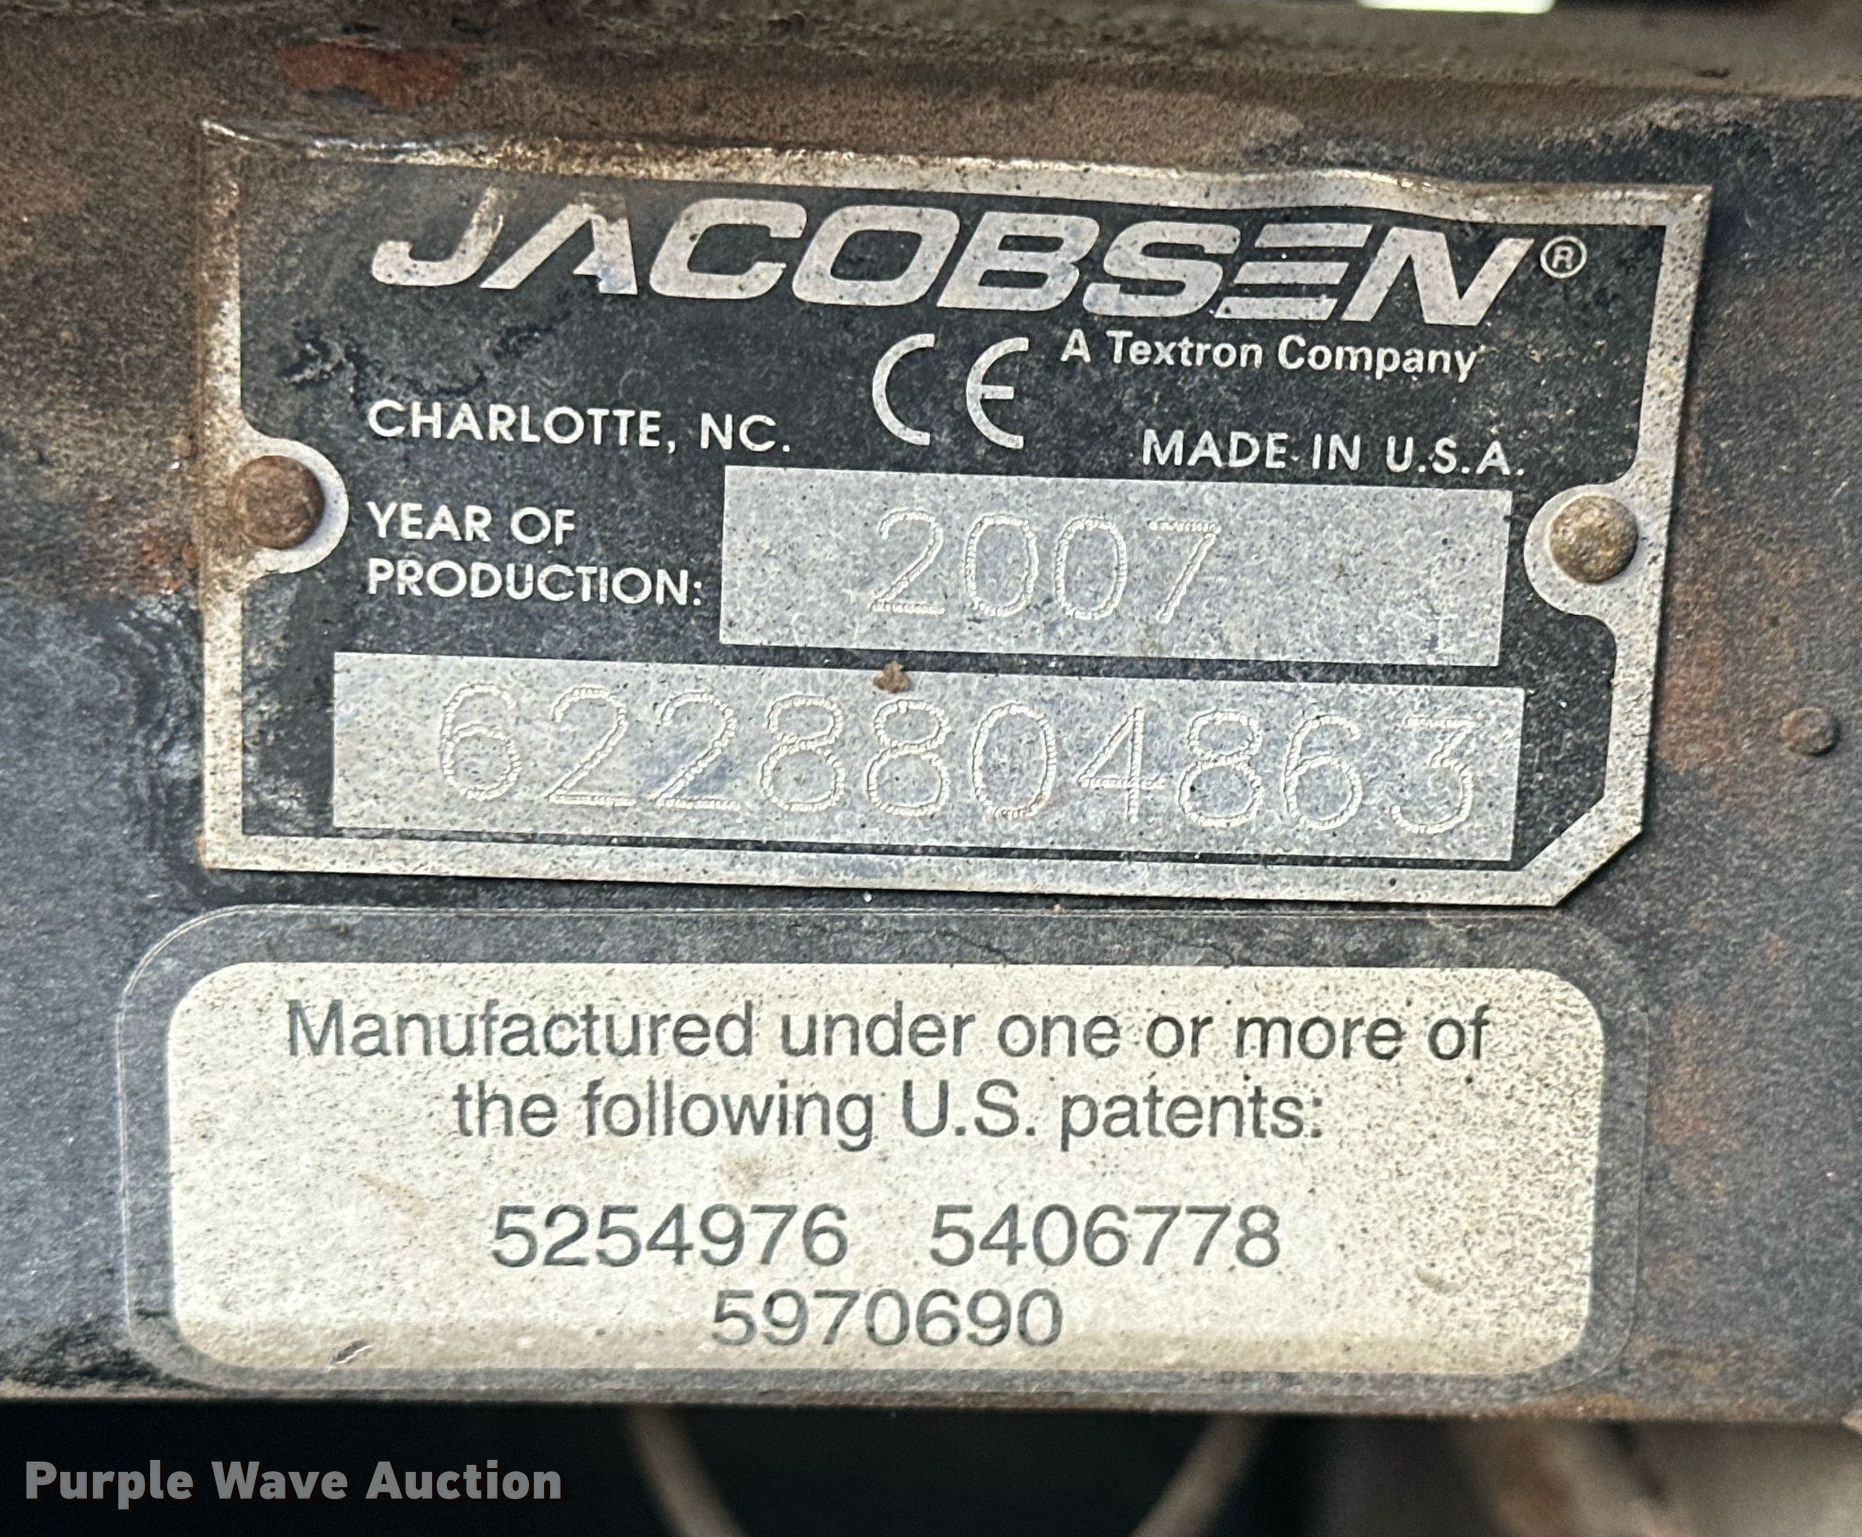 JACOBSEN®
A Textron Company
CE
CHARLOTTE, NC.
MADE IN U.S.A.
YEAR OF
PRODUCTION: 2007
6228804863
Manufactured under one or more of
the following U.S. patents:
5254976 5406778
5970690
Purple Wave Auction